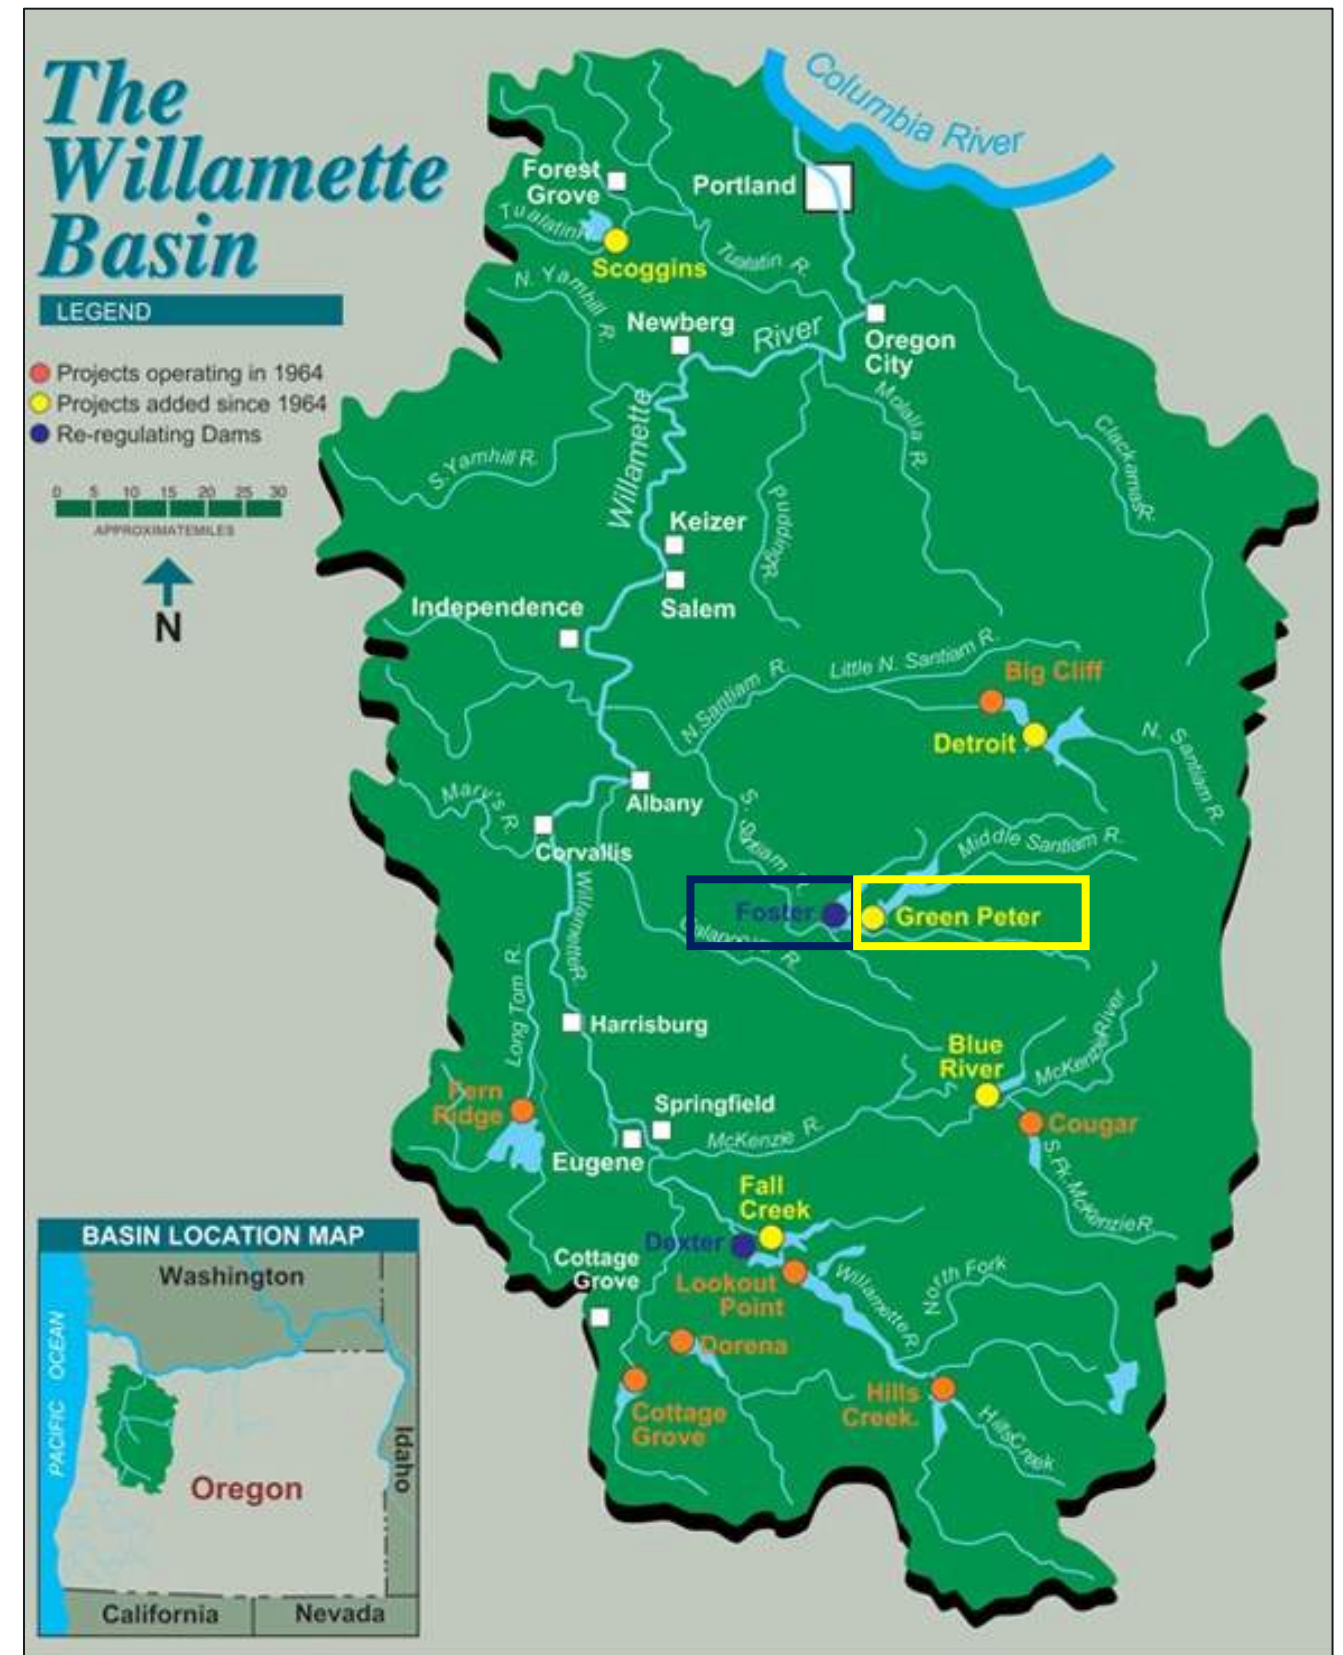 The
Willamette
Basin
LEGEND
Projects operating in 1964
Projects added since 1964
Re-regulating Dams
0 5 10 15 20 25 30
APPROXIMATEMILES
N
Columbia River
Forest
Grove
Portland
Tualatin R.
Scoggins
Tualatin R.
N. Yamhill R.
Newberg
River
Oregon
City
Willamette
Molalla R.
Clackamas R.
S. Yamhill R.
Pudding R.
Keizer
Salem
Independence
Little N. Santiam R.
Big Cliff
N. Santiam R.
Detroit
N. Santiam R.
Albany
Mary's R.
Corvallis
S. Santiam R.
Middle Santiam R.
Foster
Green Peter
Willamette R.
R.
Long Tom R.
Harrisburg
Blue
River
McKenzie River
Fern
Ridge
Springfield
Cougar
McKenzie R.
Eugene
S. Fk. McKenzie R.
Fall
Creek
Dexter
Cottage
Grove
Lookout
Point
Willamette R.
North Fork
Dorena
Cottage
Grove
Hills
Creek.
Hills Creek
BASIN LOCATION MAP
Washington
PACIFIC OCEAN
Idaho
Oregon
California
Nevada